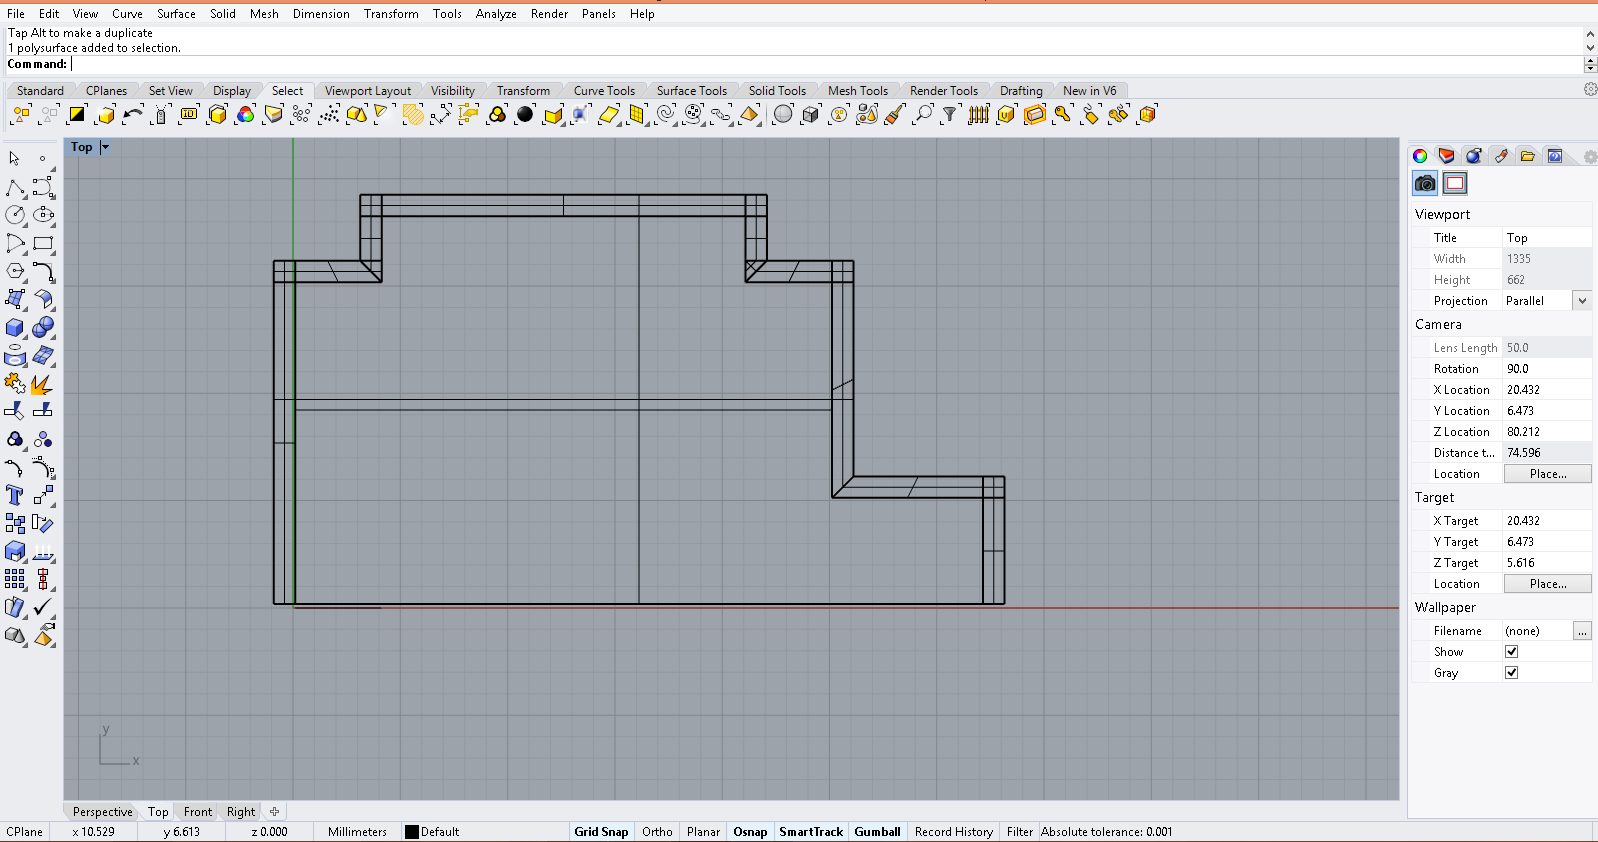 File Edit View Curve Surface Solid Mesh Dimension Transform Tools Analyze Render Panels Help
Tap Alt to make a duplicate
1 polysurface added to selection.
Command:
Standard CPlanes Set View Display Select Viewport Layout Visibility Transform Curve Tools Surface Tools Solid Tools Mesh Tools Render Tools Drafting New in V6
Top
Viewport
Title Top
Width 1335
Height 662
Projection Parallel
Camera
Lens Length 50.0
Rotation 90.0
X Location 20.432
Y Location 6.473
Z Location 80.212
Distance t... 74.596
Location Place...
Target
X Target 20.432
Y Target 6.473
Z Target 5.616
Location Place...
Wallpaper
Filename (none) ...
Show
Gray
y
x
Perspective Top Front Right
CPlane x 10.529 y 6.613 z 0.000 Millimeters Default Grid Snap Ortho Planar Osnap SmartTrack Gumball Record History Filter Absolute tolerance: 0.001